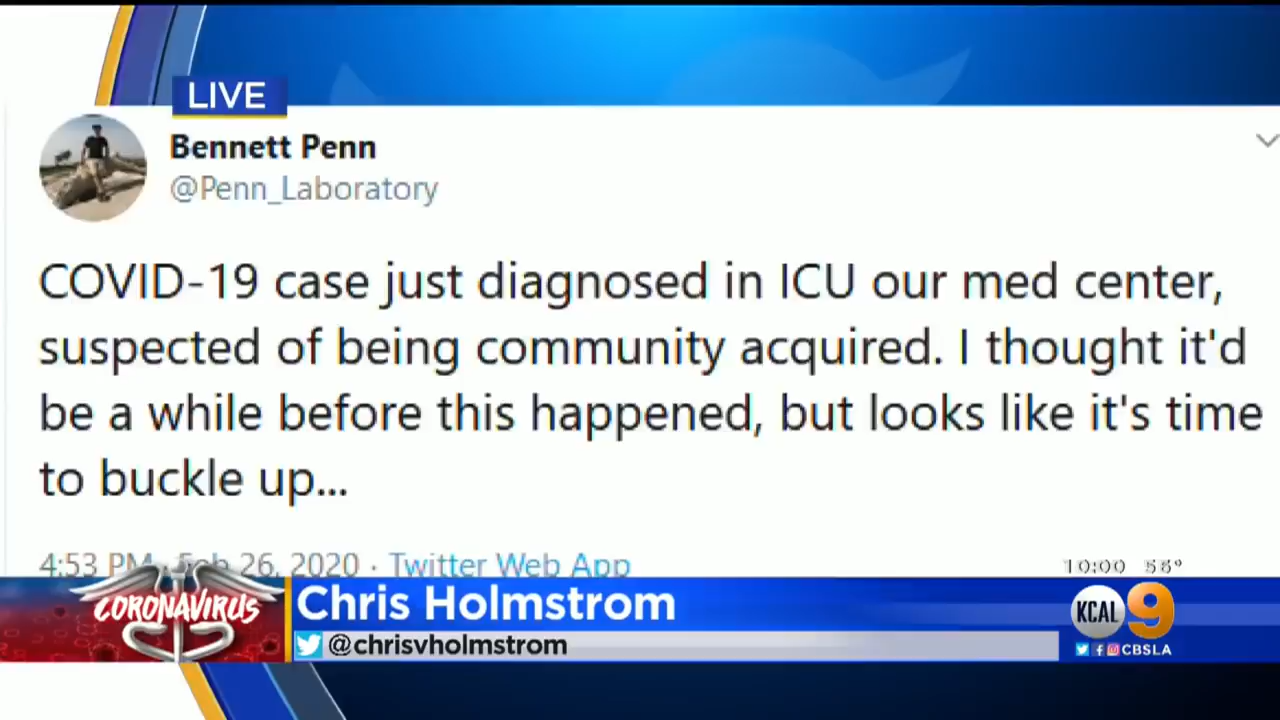 LIVE
Bennett Penn
@Penn_Laboratory
COVID-19 case just diagnosed in ICU our med center,
suspected of being community acquired. I thought it'd
be a while before this happened, but looks like it's time
to buckle up...
4:53 PM · Feb 26, 2020 · Twitter Web App
10:00 56°
CORONAVIRUS
Chris Holmstrom
@chrisvholmstrom
KCAL 9
CBSLA